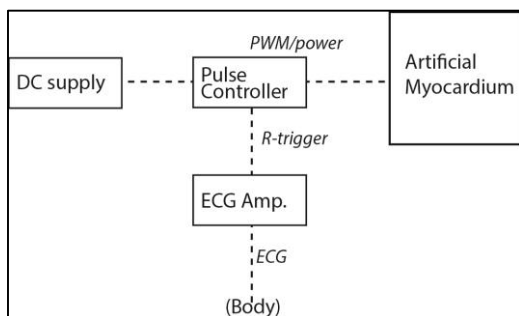 PWM/power
DC supply
Pulse
Controller
Artificial
Myocardium
R-trigger
ECG Amp.
ECG
(Body)